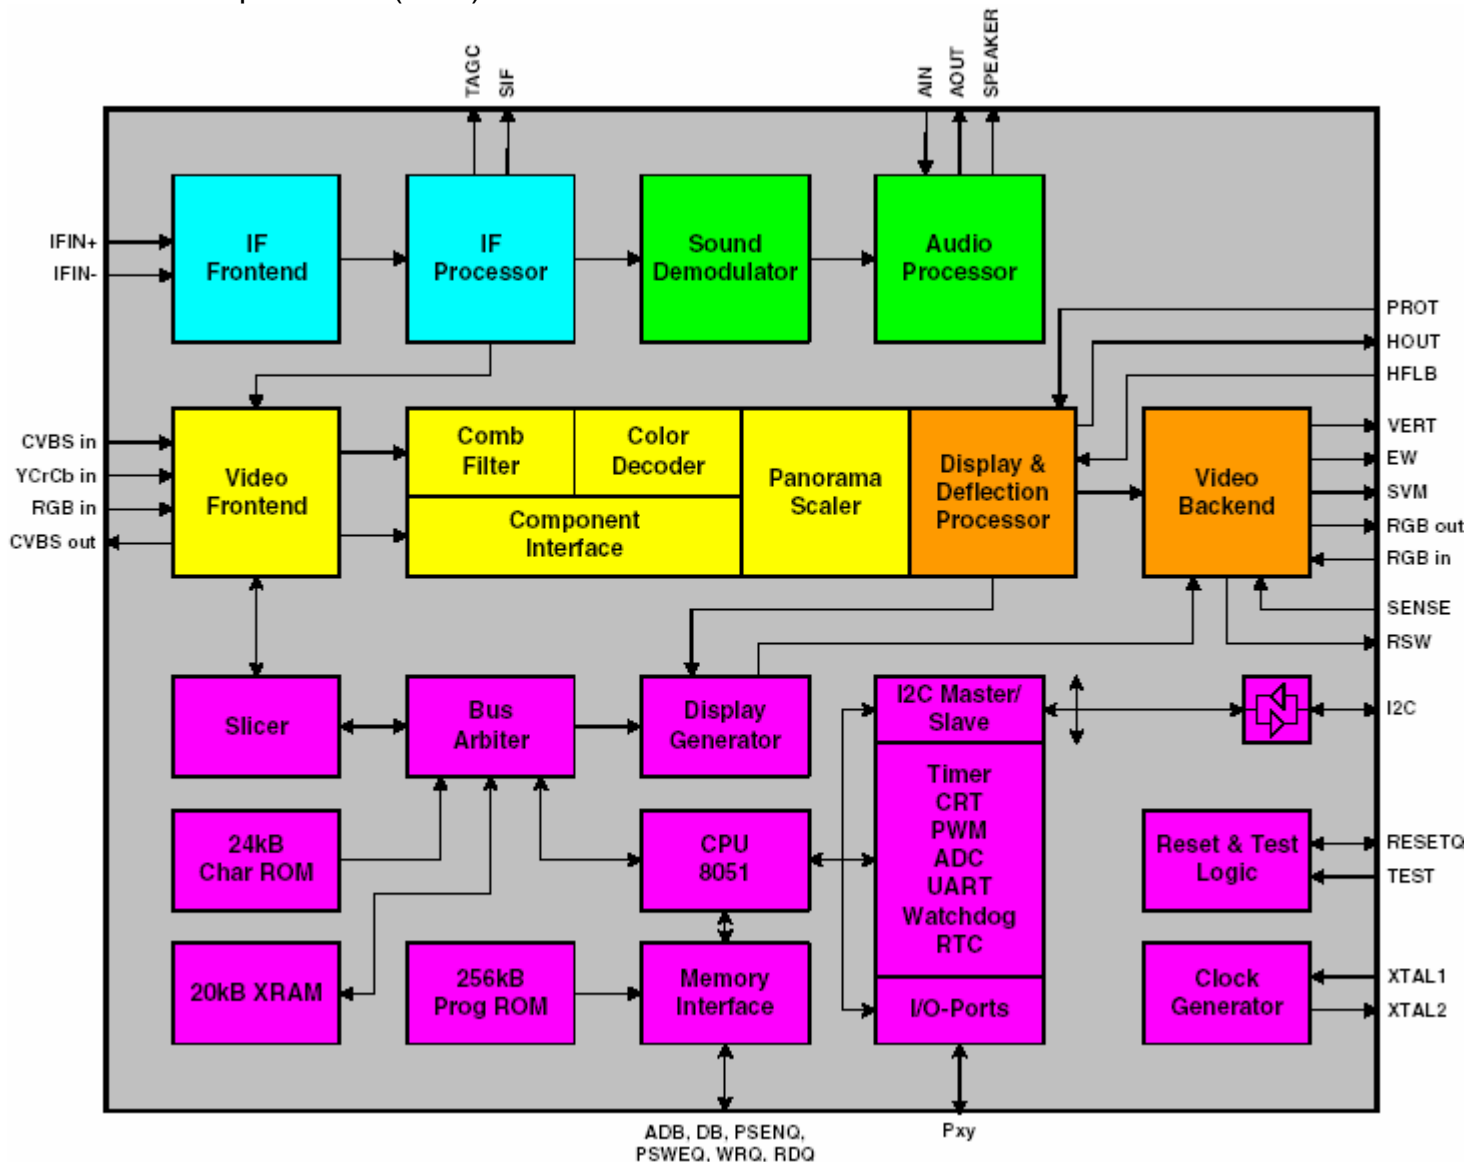 TAGC
SIF
AIN
AOUT
SPEAKER
IFIN+
IFIN-
IF
Frontend
IF
Processor
Sound
Demodulator
Audio
Processor
PROT
HOUT
HFLB
CVBS in
YCrCb in
RGB in
CVBS out
Video
Frontend
Comb
Filter
Color
Decoder
Component
Interface
Panorama
Scaler
Display &
Deflection
Processor
Video
Backend
VERT
EW
SVM
RGB out
RGB in
SENSE
RSW
Slicer
Bus
Arbiter
Display
Generator
I2C Master/
Slave
I2C
24kB
Char ROM
CPU
8051
Timer
CRT
PWM
ADC
UART
Watchdog
RTC
Reset & Test
Logic
RESETQ
TEST
20kB XRAM
256kB
Prog ROM
Memory
Interface
I/O-Ports
Clock
Generator
XTAL1
XTAL2
ADB, DB, PSENQ,
PSWEQ, WRQ, RDQ
Pxy